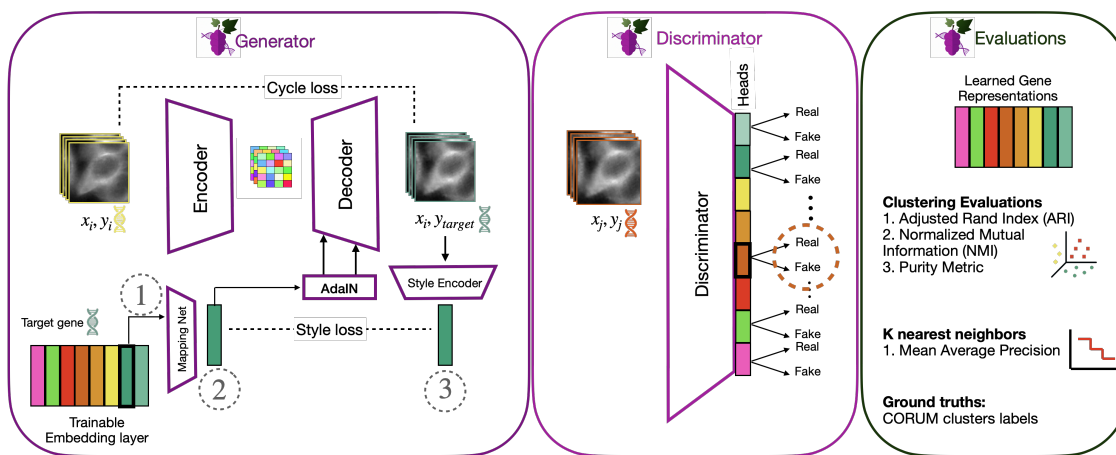 Generator
Cycle loss
Encoder
Decoder
x_i, y_i
x_i, y_target
AdaIN
Style Encoder
1
Target gene
Mapping Net
Style loss
2
3
Trainable
Embedding layer
Discriminator
Heads
x_j, y_j
Discriminator
Real
Fake
Real
Fake
Real
Fake
Real
Fake
Real
Fake
Evaluations
Learned Gene
Representations
Clustering Evaluations
1. Adjusted Rand Index (ARI)
2. Normalized Mutual
Information (NMI)
3. Purity Metric
K nearest neighbors
1. Mean Average Precision
Ground truths:
CORUM clusters labels